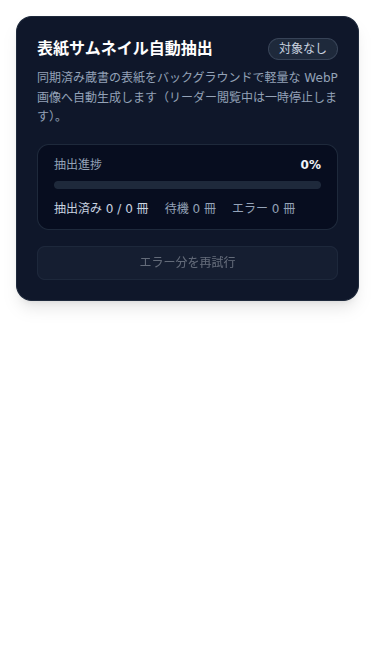 表紙サムネイル自動抽出
対象なし
同期済み蔵書の表紙をバックグラウンドで軽量な WebP
画像へ自動生成します（リーダー閲覧中は一時停止しま
す）。
抽出進捗
0%
抽出済み 0 / 0 冊 待機 0 冊 エラー 0 冊
エラー分を再試行